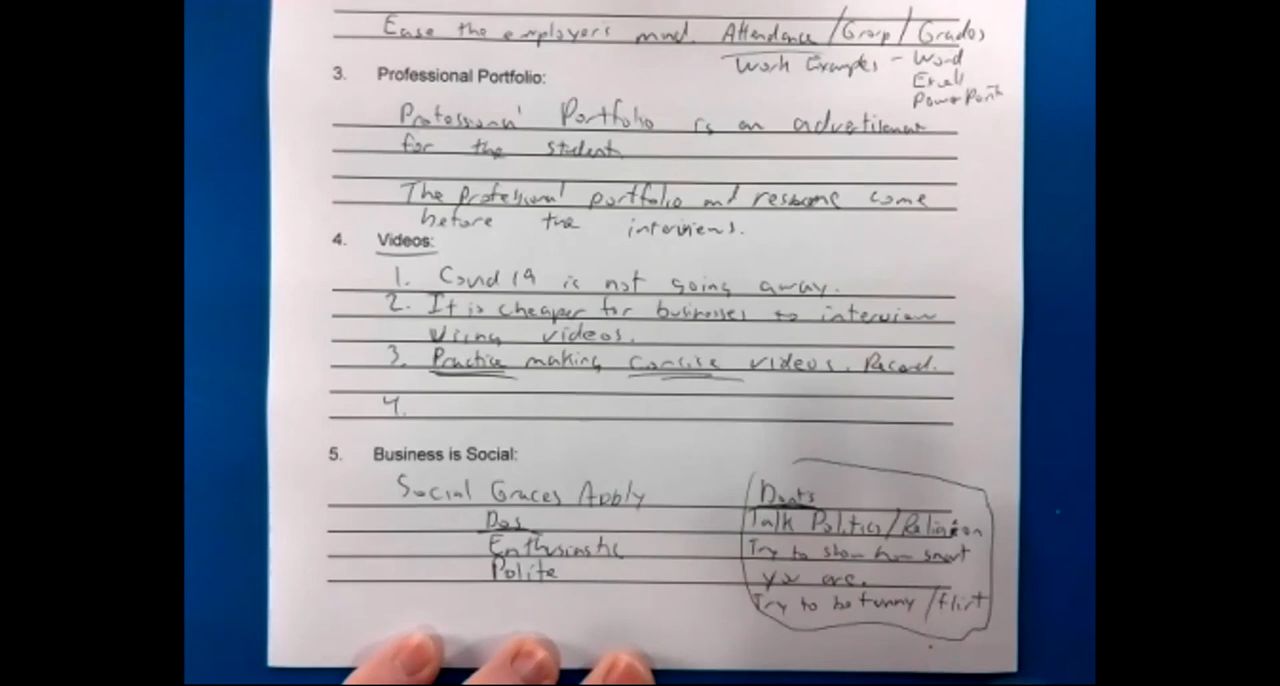 Ease the employers mind. Attendance/Group/Grades
Work Examples - Word
Excell
PowerPoint
3. Professional Portfolio:
Professional Portfolio is an advertisment
for the student
The professional portfolio and resume come
before the interviews.
4. Videos:
1. Covid 19 is not going away.
2. It is cheaper for businesses to interview
using videos.
3. Practice making concise videos. Record.
4.
5. Business is Social:
Social Graces Apply
Dos
Enthusiastic
Polite
Donts
Talk Politics/Religion
Try to show how smart
you are.
Try to be funny/flirt